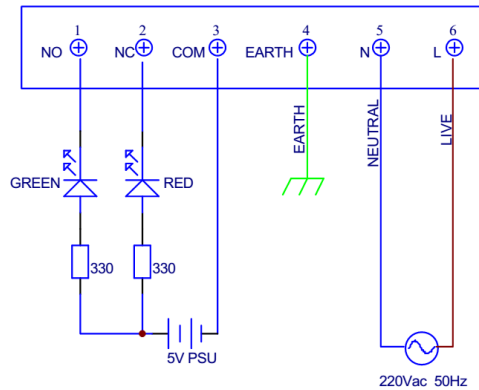 1 2 3 4 5 6
NO NC COM EARTH N L
EARTH
NEUTRAL
LIVE
GREEN RED
330 330
5V PSU
220Vac 50Hz